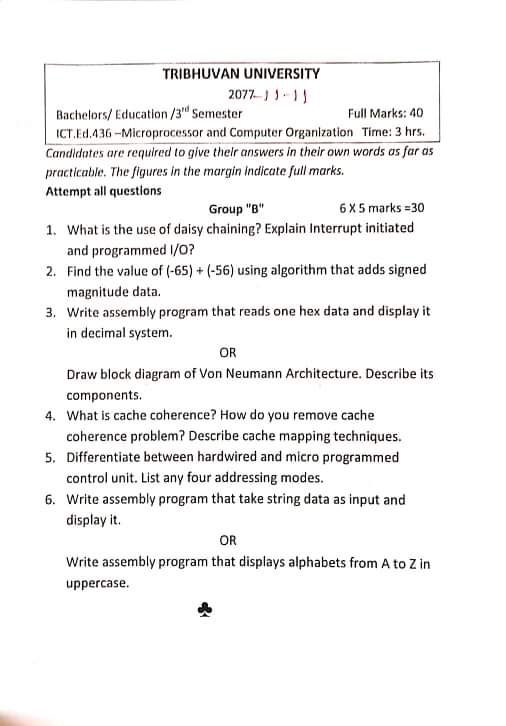 TRIBHUVAN UNIVERSITY
2077-11-11
Bachelors/ Education /3rd Semester Full Marks: 40
ICT.Ed.436 –Microprocessor and Computer Organization Time: 3 hrs.
Candidates are required to give their answers in their own words as far as
practicable. The figures in the margin indicate full marks.
Attempt all questions
Group "B" 6 X 5 marks =30
1. What is the use of daisy chaining? Explain Interrupt initiated
and programmed I/O?
2. Find the value of (-65) + (-56) using algorithm that adds signed
magnitude data.
3. Write assembly program that reads one hex data and display it
in decimal system.
OR
Draw block diagram of Von Neumann Architecture. Describe its
components.
4. What is cache coherence? How do you remove cache
coherence problem? Describe cache mapping techniques.
5. Differentiate between hardwired and micro programmed
control unit. List any four addressing modes.
6. Write assembly program that take string data as input and
display it.
OR
Write assembly program that displays alphabets from A to Z in
uppercase.